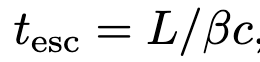 t_esc = L/βc,